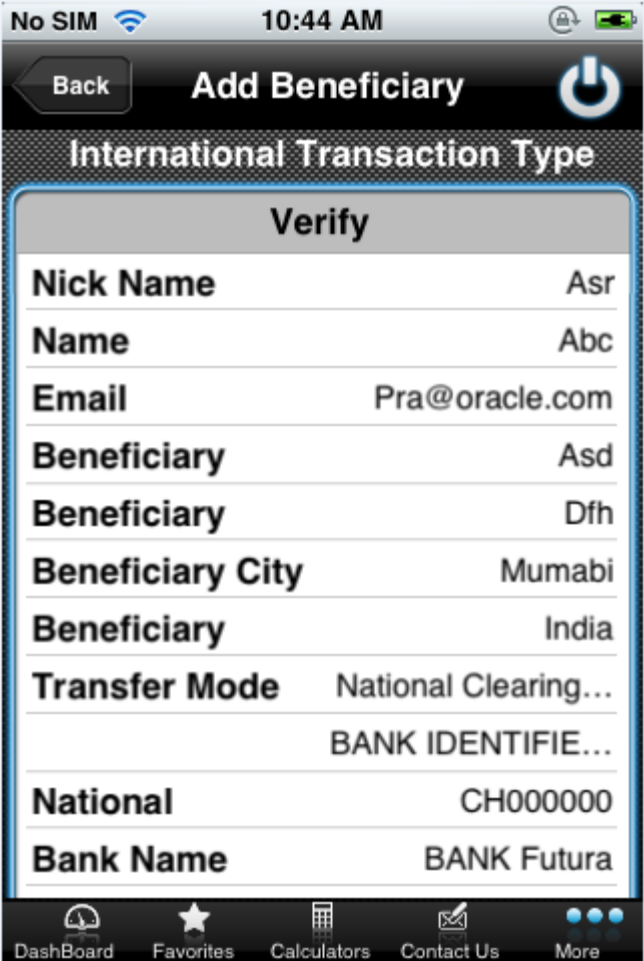 No SIM 10:44 AM
Back Add Beneficiary
International Transaction Type
Verify
Nick Name Asr
Name Abc
Email Pra@oracle.com
Beneficiary Asd
Beneficiary Dfh
Beneficiary City Mumabi
Beneficiary India
Transfer Mode National Clearing...
BANK IDENTIFIE...
National CH000000
Bank Name BANK Futura
DashBoard Favorites Calculators Contact Us More